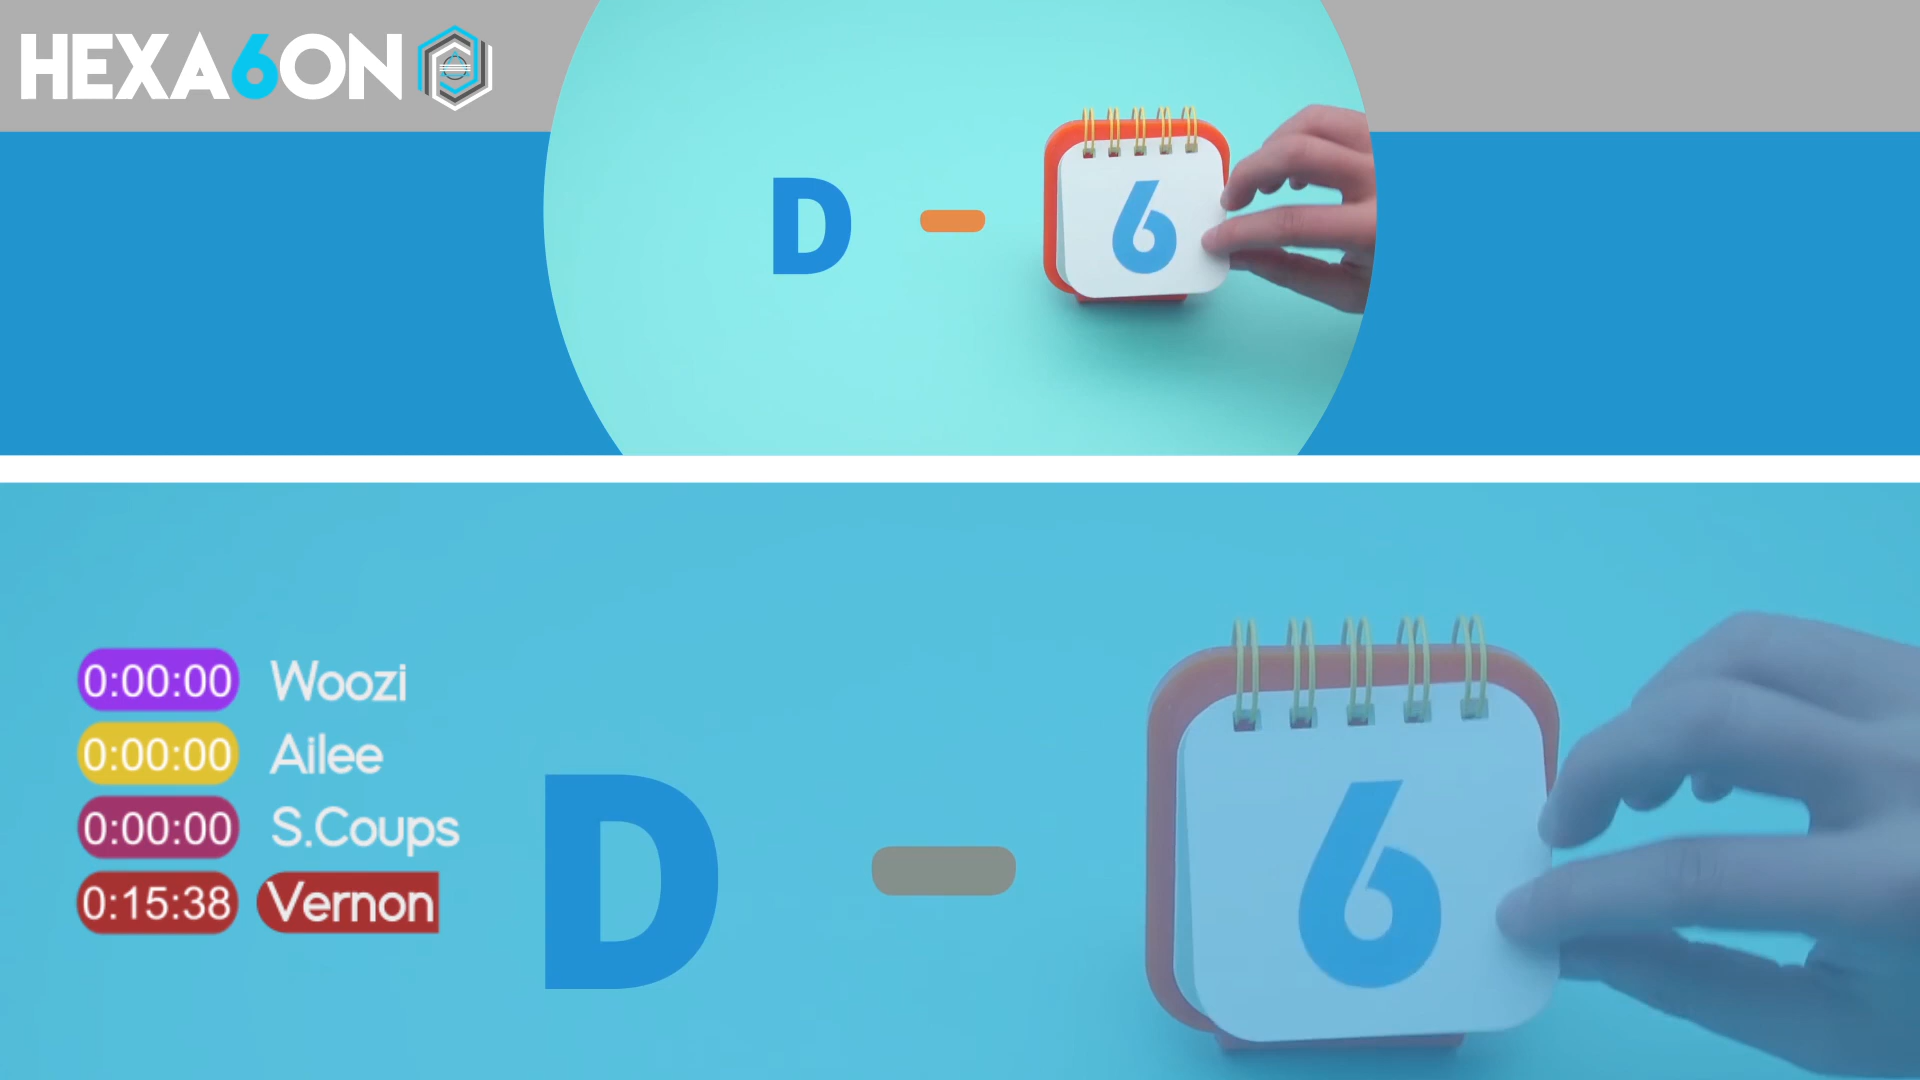 HEXA6ON
D - 6
0:00:00 Woozi
0:00:00 Ailee
0:00:00 S.Coups
0:15:38 Vernon
D - 6